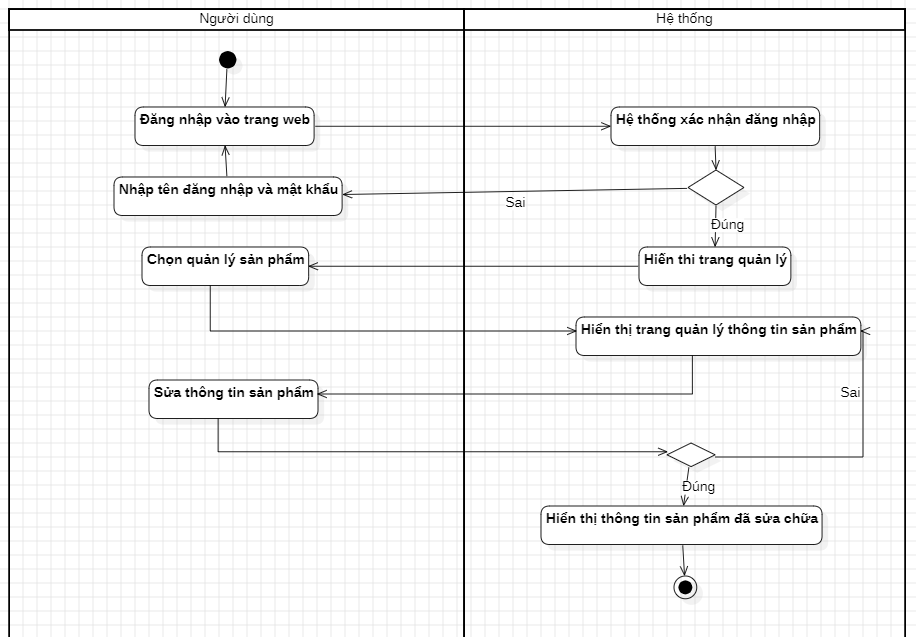 Người dùng
Hệ thống
Đăng nhập vào trang web
Hệ thống xác nhận đăng nhập
Nhập tên đăng nhập và mật khẩu
Sai
Đúng
Chọn quản lý sản phẩm
Hiển thi trang quản lý
Hiển thị trang quản lý thông tin sản phẩm
Sửa thông tin sản phẩm
Sai
Đúng
Hiển thị thông tin sản phẩm đã sửa chữa